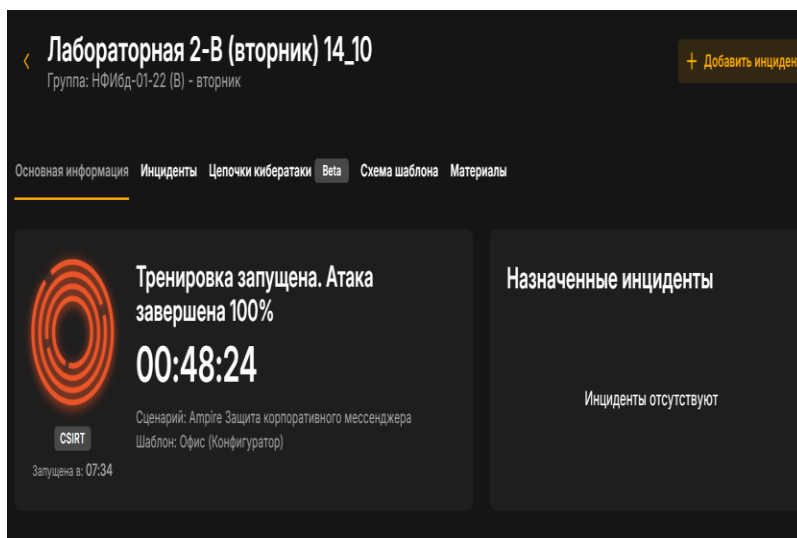 Лабораторная 2-В (вторник) 14_10
Группа: НФИбд-01-22 (В) - вторник
+ Добавить инциден
Основная информация Инциденты Цепочки кибератаки Beta Схема шаблона Материалы
Тренировка запущена. Атака
завершена 100%
00:48:24
Сценарий: Ampire Защита корпоративного мессенджера
Шаблон: Офис (Конфигуратор)
CSIRT
Запущена в: 07:34
Назначенные инциденты
Инциденты отсутствуют